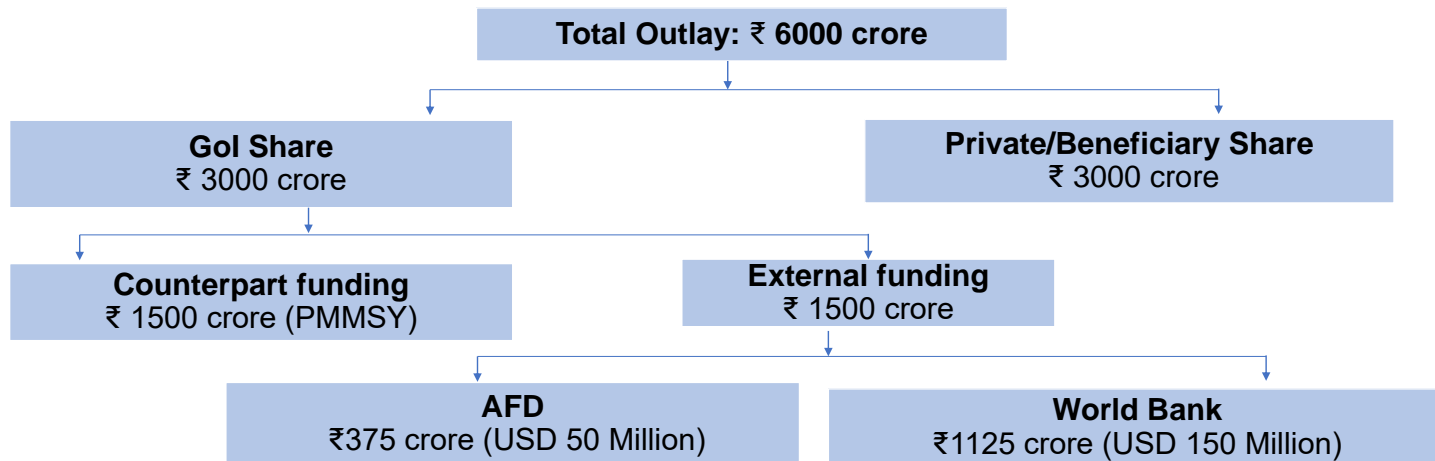 Total Outlay: ₹ 6000 crore
GoI Share
₹ 3000 crore
Private/Beneficiary Share
₹ 3000 crore
Counterpart funding
₹ 1500 crore (PMMSY)
External funding
₹ 1500 crore
AFD
₹375 crore (USD 50 Million)
World Bank
₹1125 crore (USD 150 Million)